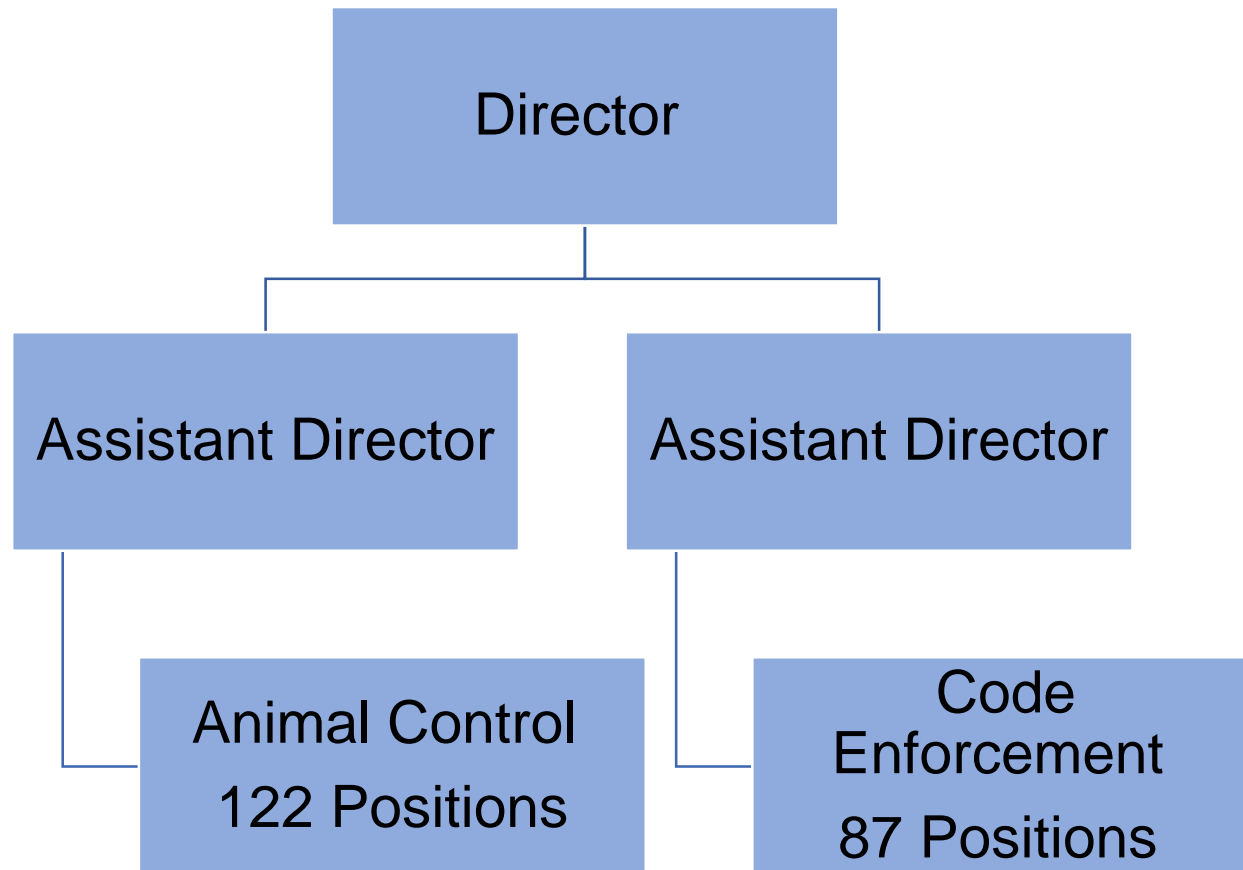 Director
Assistant Director
Assistant Director
Animal Control
122 Positions
Code
Enforcement
87 Positions